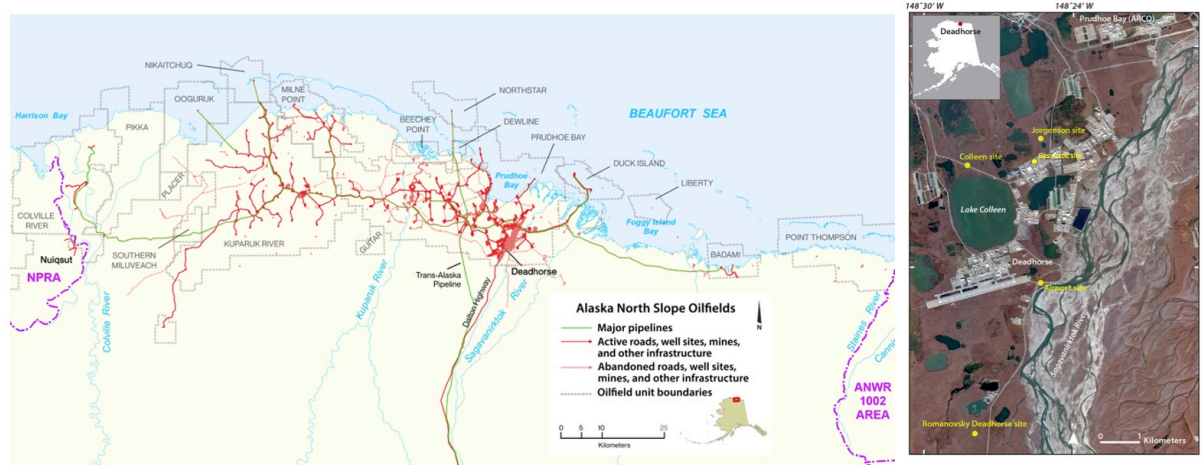 NIKAITCHUQ
OOGURUK
MILNE
POINT
NORTHSTAR
Harrison Bay
PIKKA
BEECHEY
POINT
DEWLINE
BEAUFORT SEA
PRUDHOE BAY
DUCK ISLAND
Prudhoe
Bay
LIBERTY
PLACER
COLVILLE
RIVER
Foggy Island
Bay
KUPARUK RIVER
GUITAR
POINT THOMPSON
Nuiqsut
SOUTHERN
MILUVEACH
BADAMI
NPRA
Trans-Alaska
Pipeline
Deadhorse
Dalton Highway
Colville River
Kuparuk River
Sagavanirktok River
Staines River
ANWR
1002
AREA
Alaska North Slope Oilfields
N
Major pipelines
Active roads, well sites, mines,
and other infrastructure
Abandoned roads, well sites,
mines, and other infrastructure
Oilfield unit boundaries
0 5 10 25
Kilometers
148°30' W
148°24' W
Deadhorse
Prudhoe Bay (ARCO)
Jorgenson site
Colleen site
Lake Colleen
Deadhorse
Airport site
Sagavanirktok River
Romanovsky Deadhorse site
N
0 1 Kilometers